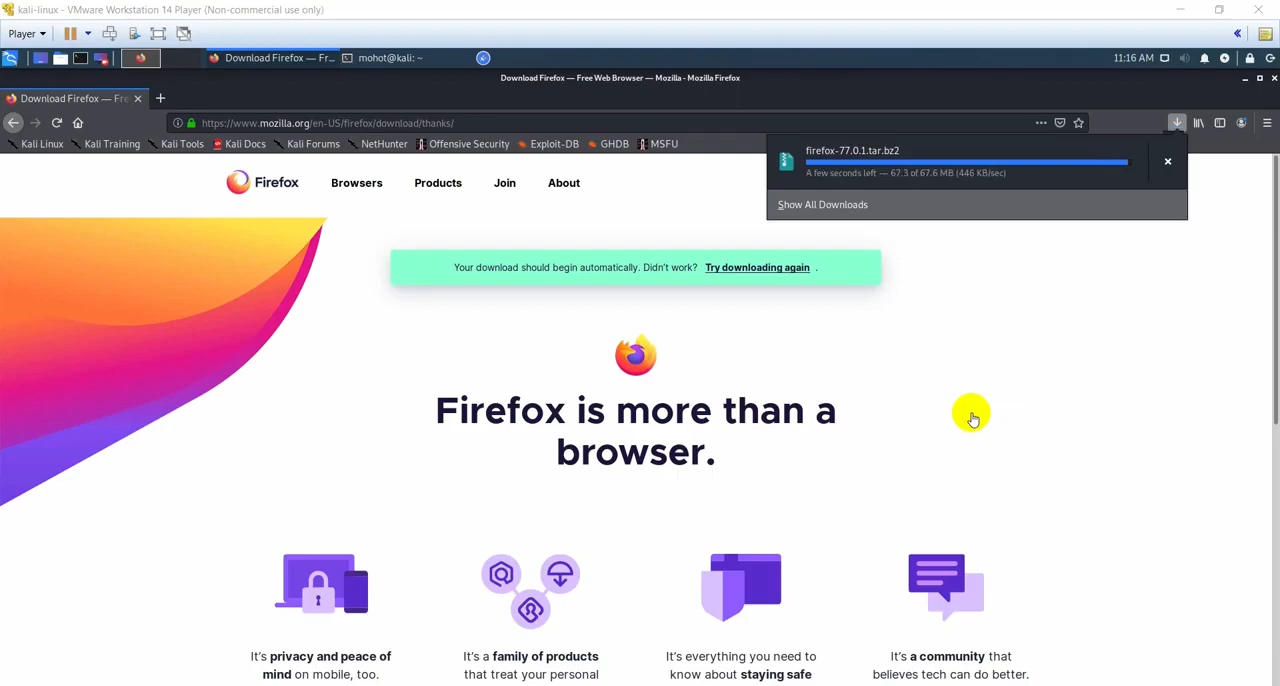 kali-linux - VMware Workstation 14 Player (Non-commercial use only)
Player
Download Firefox — Fr...
mohot@kali: ~
11:16 AM
Download Firefox — Free Web Browser — Mozilla - Mozilla Firefox
Download Firefox — Fre
https://www.mozilla.org/en-US/firefox/download/thanks/
Kali Linux
Kali Training
Kali Tools
Kali Docs
Kali Forums
NetHunter
Offensive Security
Exploit-DB
GHDB
MSFU
firefox-77.0.1.tar.bz2
A few seconds left — 67.3 of 67.6 MB (446 KB/sec)
Show All Downloads
Firefox
Browsers
Products
Join
About
Your download should begin automatically. Didn't work? Try downloading again .
Firefox is more than a
browser.
It's privacy and peace of
mind on mobile, too.
It's a family of products
that treat your personal
It's everything you need to
know about staying safe
It's a community that
believes tech can do better.